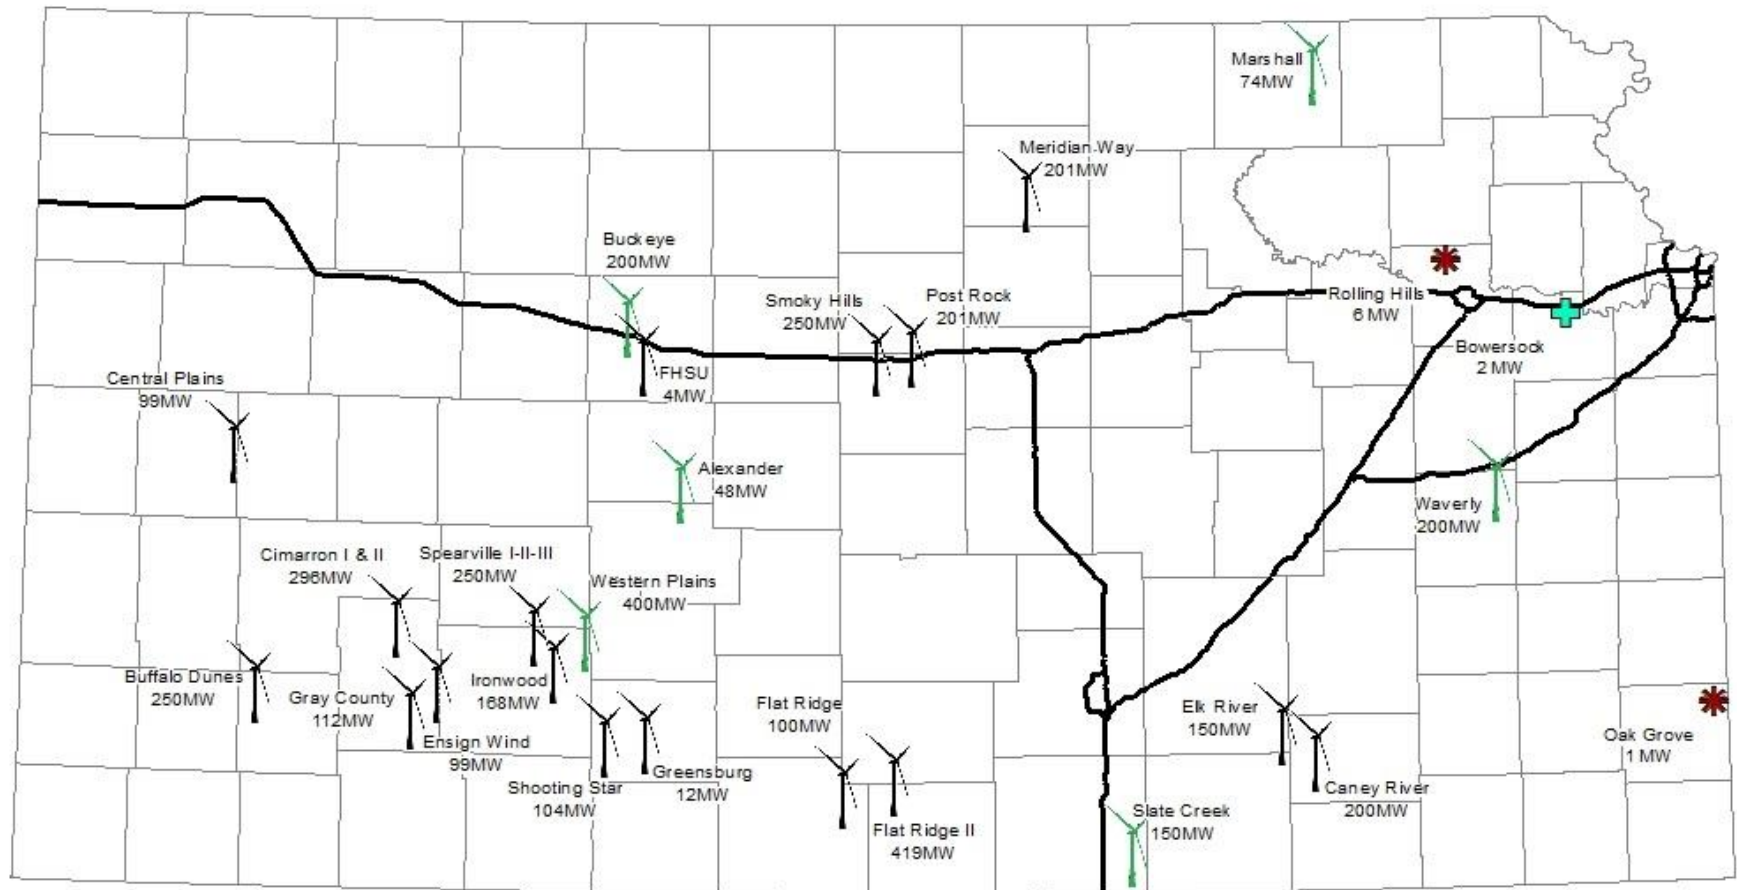 Marshall
74MW
Meridian Way
201MW
Buckeye
200MW
Smoky Hills
250MW
Post Rock
201MW
Rolling Hills
6 MW
Bowersock
2 MW
FHSU
4MW
Central Plains
99MW
Alexander
48MW
Waverly
200MW
Cimarron I & II
296MW
Spearville I-II-III
250MW
Western Plains
400MW
Buffalo Dunes
250MW
Gray County
112MW
Ironwood
168MW
Ensign Wind
99MW
Shooting Star
104MW
Greensburg
12MW
Flat Ridge
100MW
Flat Ridge II
419MW
Elk River
150MW
Caney River
200MW
Slate Creek
150MW
Oak Grove
1 MW